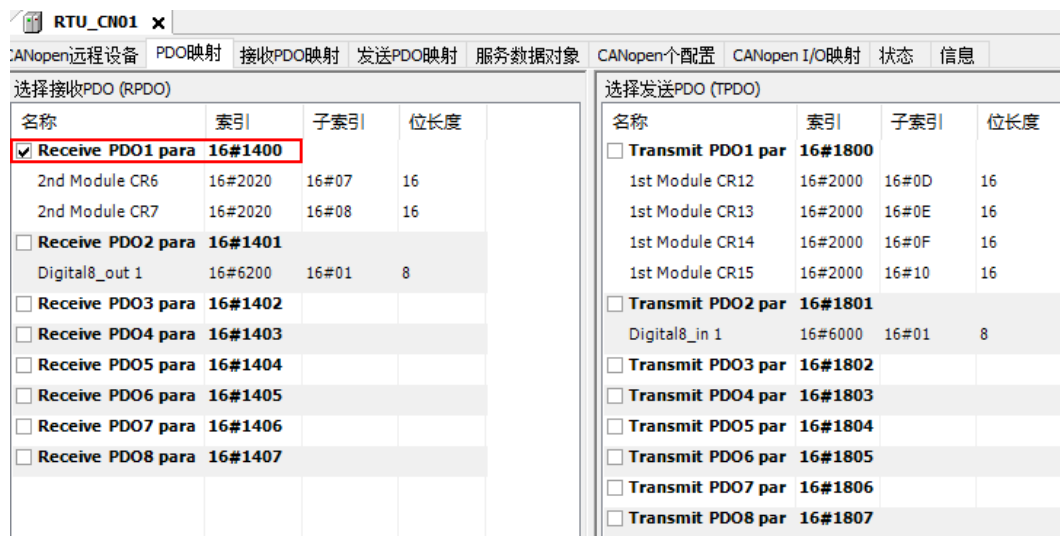 RTU_CN01
CANopen远程设备 PDO映射 接收PDO映射 发送PDO映射 服务数据对象 CANopen个配置 CANopen I/O映射 状态 信息
选择接收PDO (RPDO)
名称 索引 子索引 位长度
Receive PDO1 para 16#1400
2nd Module CR6 16#2020 16#07 16
2nd Module CR7 16#2020 16#08 16
Receive PDO2 para 16#1401
Digital8_out 1 16#6200 16#01 8
Receive PDO3 para 16#1402
Receive PDO4 para 16#1403
Receive PDO5 para 16#1404
Receive PDO6 para 16#1405
Receive PDO7 para 16#1406
Receive PDO8 para 16#1407
选择发送PDO (TPDO)
名称 索引 子索引 位长度
Transmit PDO1 par 16#1800
1st Module CR12 16#2000 16#0D 16
1st Module CR13 16#2000 16#0E 16
1st Module CR14 16#2000 16#0F 16
1st Module CR15 16#2000 16#10 16
Transmit PDO2 par 16#1801
Digital8_in 1 16#6000 16#01 8
Transmit PDO3 par 16#1802
Transmit PDO4 par 16#1803
Transmit PDO5 par 16#1804
Transmit PDO6 par 16#1805
Transmit PDO7 par 16#1806
Transmit PDO8 par 16#1807